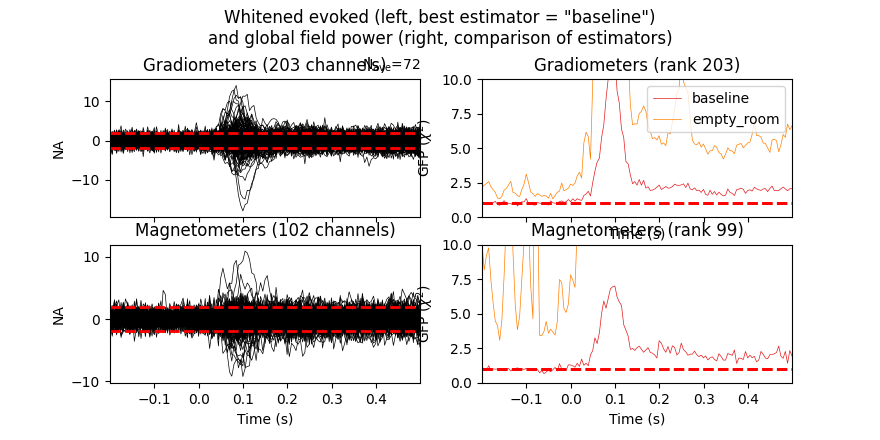 Whitened evoked (left, best estimator = "baseline")
and global field power (right, comparison of estimators)
Gradiometers (203 channels)
Nave=72
10
0
−10
NA
Gradiometers (rank 203)
10.0
7.5
5.0
2.5
0.0
GFP (χ²)
baseline
empty_room
Time (s)
Magnetometers (102 channels)
10
0
−10
NA
−0.1 0.0 0.1 0.2 0.3 0.4
Time (s)
Magnetometers (rank 99)
10.0
7.5
5.0
2.5
0.0
GFP (χ²)
−0.1 0.0 0.1 0.2 0.3 0.4
Time (s)